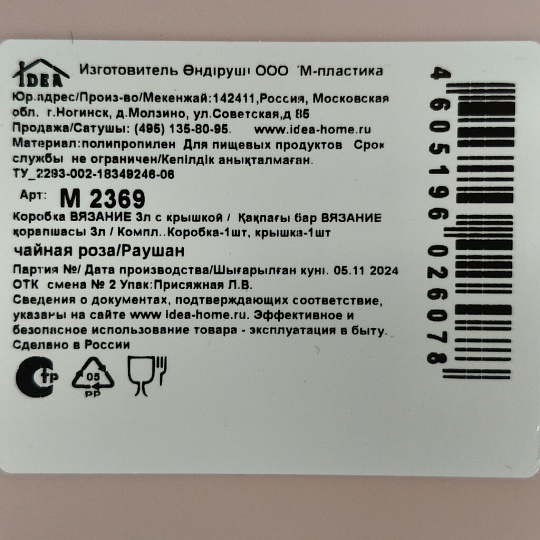 IDEA Изготовитель Өндіруші ООО 'М-пластика
Юр.адрес/Произ-во/Мекенжай:142411,Россия, Московская
обл. г.Ногинск, д.Молзино, ул.Советская,д 85
Продажа/Сатушы: (495) 135-80-95. www.idea-home.ru
Материал:полипропилен Для пищевых продуктов Срок
службы не ограничен/Кепілдік анықталмаған.
ТУ_2293-002-18349246-06
Арт: М 2369
Коробка ВЯЗАНИЕ 3л с крышкой / Қақпағы бар ВЯЗАНИЕ
қорапшасы 3л / Компл..Коробка-1шт, крышка-1шт
чайная роза/Раушан
Партия №/ Дата производства/Шығарылған күні. 05.11 2024
ОТК смена № 2 Упак:Присяжная Л.В.
Сведения о документах, подтверждающих соответствие,
указаны на сайте www idea-home.ru. Эффективное и
безопасное использование товара - эксплуатация в быту.
Сделано в России
Стр 05
PP
4 605196 026078